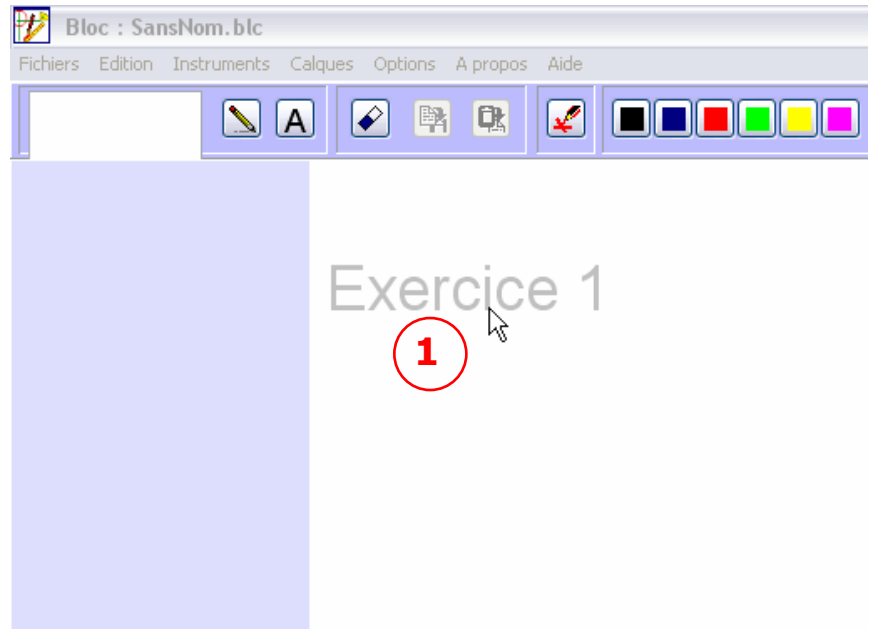 Bloc : SansNom.blc
Fichiers Edition Instruments Calques Options A propos Aide
A
Exercice 1
1